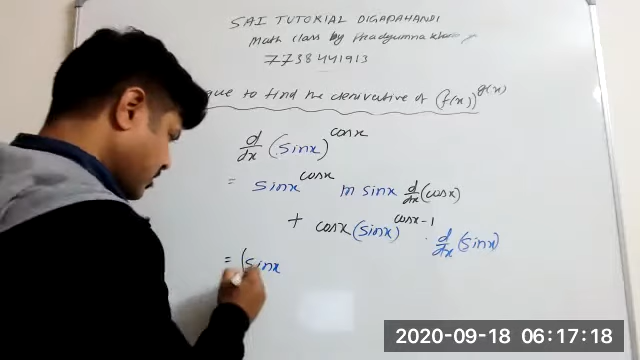 SAI TUTORIAL DIGAPAHANDI
Math class by Pradyumna
7738441913
que to find the derivative of (f(x))^g(x)
d/dx (sinx)^cosx
= sinx^cosx ln sinx d/dx (cosx)
+ cosx (sinx)^cosx-1 . d/dx (sinx)
= (sinx
2020-09-18 06:17:18